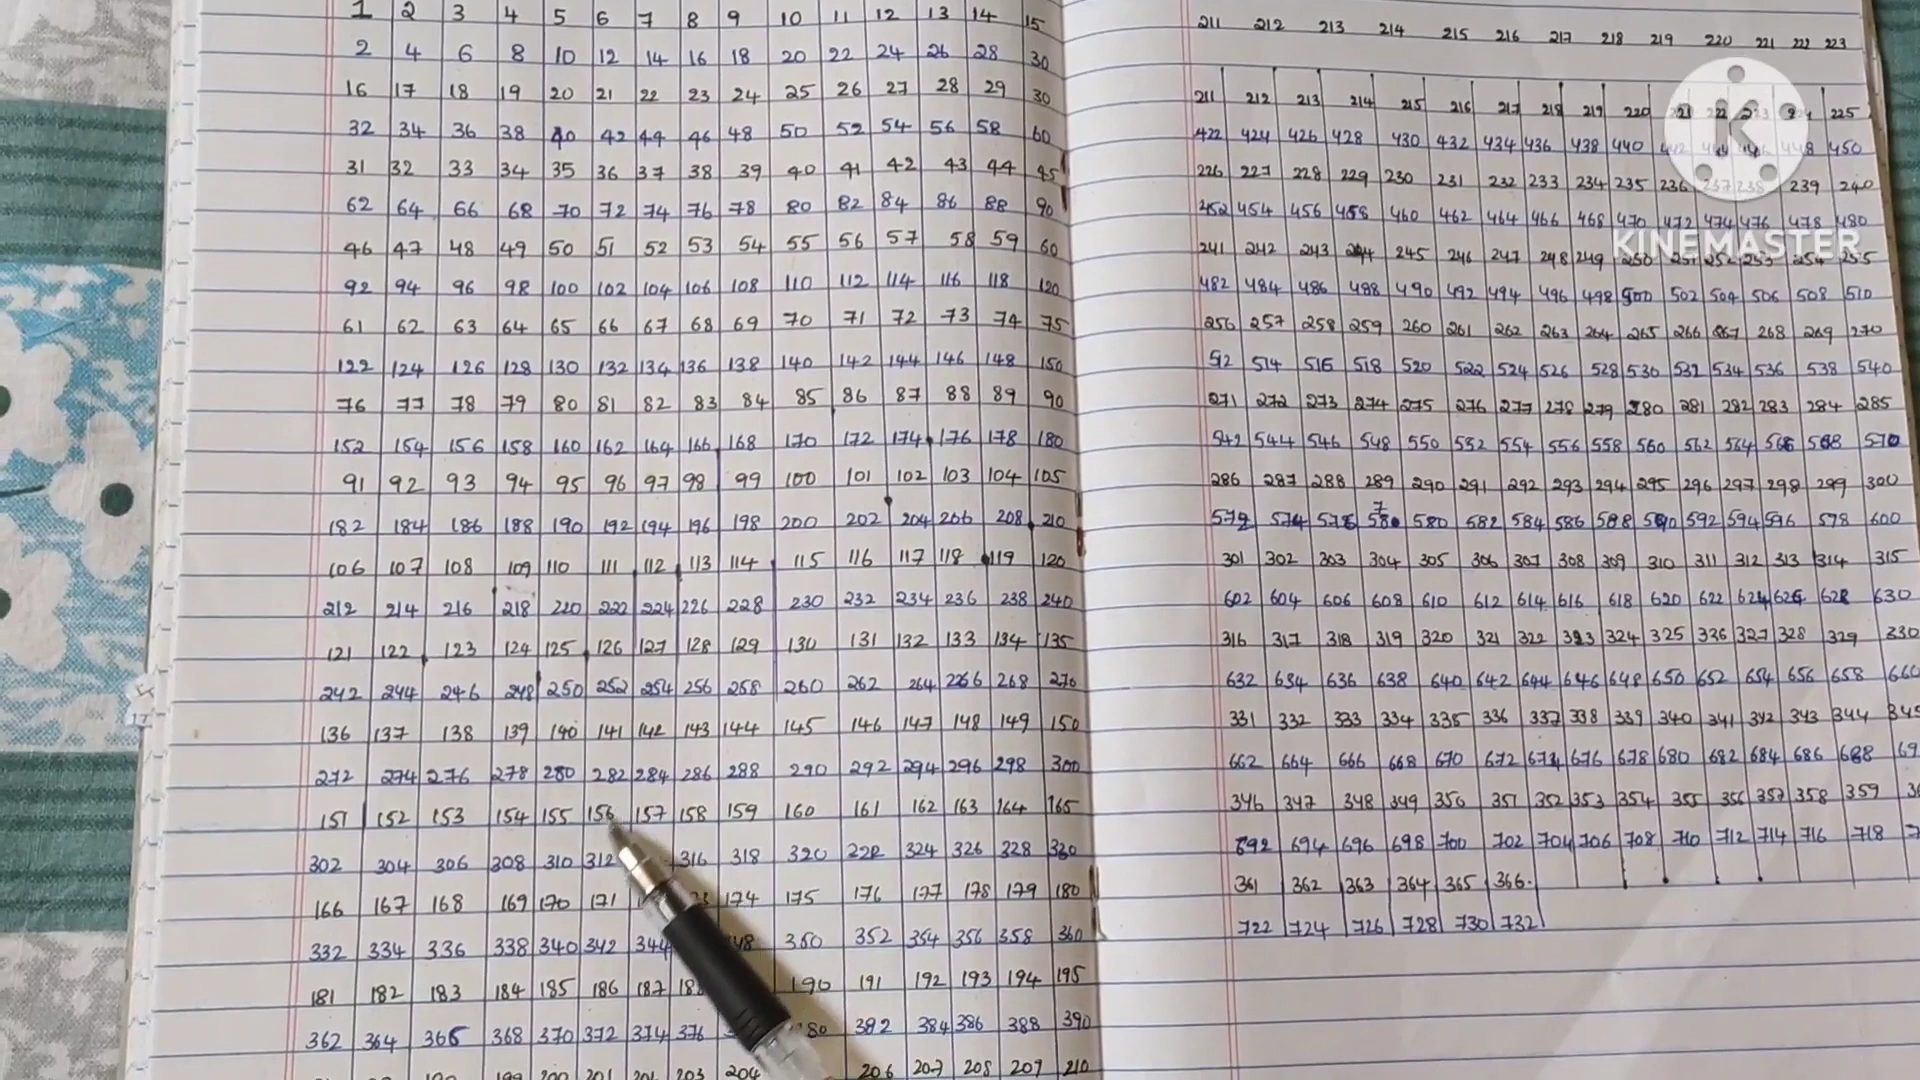 1 2 3 4 5 6 7 8 9 10 11 12 13 14 15
2 4 6 8 10 12 14 16 18 20 22 24 26 28 30
16 17 18 19 20 21 22 23 24 25 26 27 28 29 30
32 34 36 38 40 42 44 46 48 50 52 54 56 58 60
31 32 33 34 35 36 37 38 39 40 41 42 43 44 45
62 64 66 68 70 72 74 76 78 80 82 84 86 88 90
46 47 48 49 50 51 52 53 54 55 56 57 58 59 60
92 94 96 98 100 102 104 106 108 110 112 114 116 118 120
61 62 63 64 65 66 67 68 69 70 71 72 73 74 75
122 124 126 128 130 132 134 136 138 140 142 144 146 148 150
76 77 78 79 80 81 82 83 84 85 86 87 88 89 90
152 154 156 158 160 162 164 166 168 170 172 174 176 178 180
91 92 93 94 95 96 97 98 99 100 101 102 103 104 105
182 184 186 188 190 192 194 196 198 200 202 204 206 208 210
106 107 108 109 110 111 112 113 114 115 116 117 118 119 120
212 214 216 218 220 222 224 226 228 230 232 234 236 238 240
121 122 123 124 125 126 127 128 129 130 131 132 133 134 135
242 244 246 248 250 252 254 256 258 260 262 264 266 268 270
136 137 138 139 140 141 142 143 144 145 146 147 148 149 150
272 274 276 278 280 282 284 286 288 290 292 294 296 298 300
151 152 153 154 155 156 157 158 159 160 161 162 163 164 165
302 304 306 308 310 312 316 318 320 322 324 326 328 330
166 167 168 169 170 171 174 175 176 177 178 179 180
332 334 336 338 340 342 344 352 354 356 358 360
181 182 183 184 185 186 187 190 191 192 193 194 195
362 364 366 368 370 372 374 376 382 384 386 388 390
199 200 201 203 204 206 207 208 209 210
211 212 213 214 215 216 217 218 219 220 221 222 223
211 212 213 214 215 216 217 218 219 220 221 222 223 224 225
422 424 426 428 430 432 434 436 438 440 442 448 450
226 227 228 229 230 231 232 233 234 235 236 237 238 239 240
452 454 456 458 460 462 464 466 468 470 472 474 476 478 480
KINEMASTER
241 242 243 244 245 246 247 248 249 250 251 252 253 254 255
482 484 486 488 490 492 494 496 498 500 502 504 506 508 510
256 257 258 259 260 261 262 263 264 265 266 267 268 269 270
512 514 516 518 520 522 524 526 528 530 532 534 536 538 540
271 272 273 274 275 276 277 278 279 280 281 282 283 284 285
542 544 546 548 550 552 554 556 558 560 562 564 566 568 570
286 287 288 289 290 291 292 293 294 295 296 297 298 299 300
572 574 576 580 582 584 586 588 590 592 594 596 598 600
301 302 303 304 305 306 307 308 309 310 311 312 313 314 315
602 604 606 608 610 612 614 616 618 620 622 624 626 628 630
316 317 318 319 320 321 322 323 324 325 336 327 328 329 330
632 634 636 638 640 642 644 646 648 650 652 654 656 658 660
331 332 333 334 335 336 337 338 339 340 341 342 343 344 345
662 664 666 668 670 672 674 676 678 680 682 684 686 688
346 347 348 349 350 351 352 353 354 355 356 357 358 359
692 694 696 698 700 702 704 706 708 710 712 714 716 718
361 362 363 364 365 366.
722 724 726 728 730 732